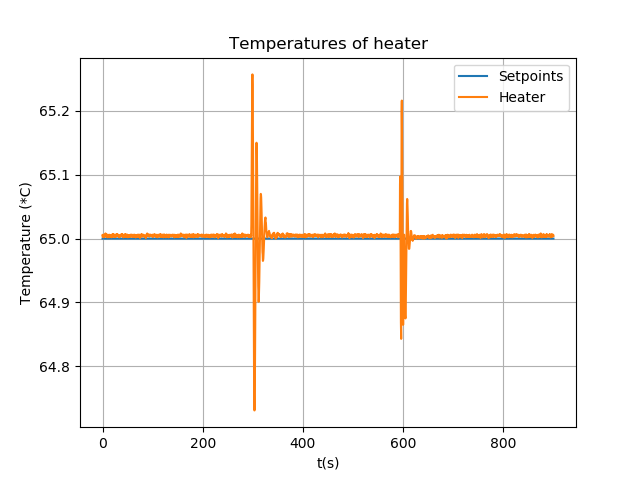 Temperatures of heater
Setpoints
Heater
65.2
65.1
65.0
64.9
64.8
Temperature (*C)
0 200 400 600 800
t(s)